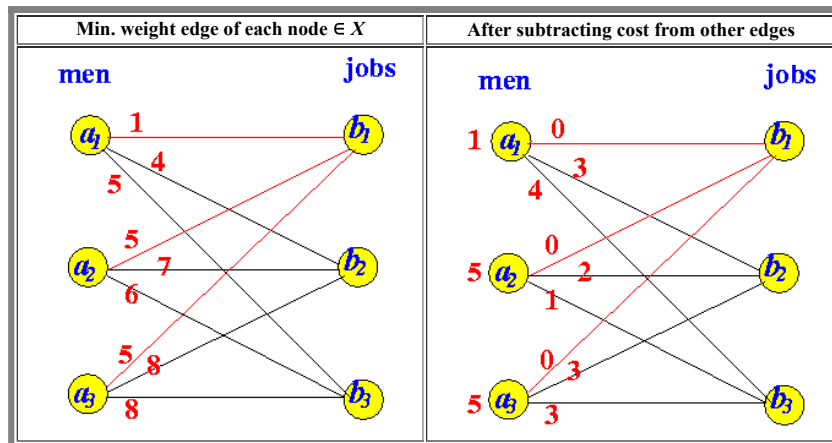 Min. weight edge of each node ∈ X
After subtracting cost from other edges
men
jobs
a1
1
4
5
b1
a2
5
7
6
b2
a3
5
8
8
b3
men
jobs
1
a1
0
3
4
b1
5
a2
0
2
1
b2
5
a3
0
3
3
b3